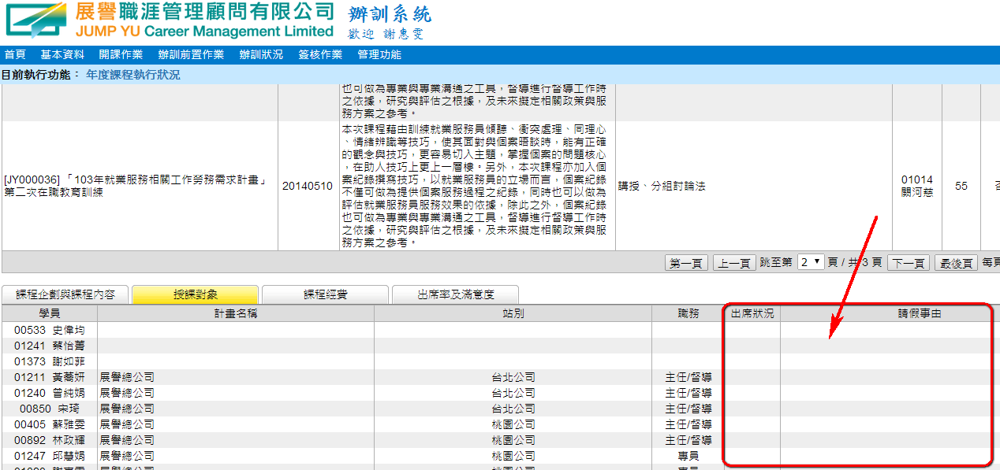 展譽職涯管理顧問有限公司 辦訓系統
JUMP YU Career Management Limited 歡迎 謝惠雯
首頁 基本資料 開課作業 辦訓前置作業 辦訓狀況 簽核作業 管理功能
目前執行功能： 年度課程執行狀況
也可做為專業與專業溝通之工具，督導進行督導工作時
之依據，研究與評估之根據，及未來擬定相關政策與服
務方案之參考。
[JY000036]「103年就業服務相關工作勞務需求計畫」
第二次在職教育訓練
20140510
本次課程藉由訓練就業服務員傾聽、衝突處理、同理心
、情緒辨識等技巧，使其面對與個案晤談時，能有正確
的觀念與技巧，更容易切入主題，掌握個案的問題核心
，在助人技巧上更上一層樓。另外，本次課程亦加入個
案紀錄撰寫技巧，以就業服務員的立場而言，個案紀錄
不僅可做為提供個案服務過程之紀錄，同時也可以做為
評估就業服務員服務效果的依據，除此之外，個案紀錄
也可做為專業與專業溝通之工具，督導進行督導工作時
之依據，研究與評估之根據，及未來擬定相關政策與服
務方案之參考。
講授、分組討論法
01014
關河慈
55
第一頁 上一頁 跳至第 2 頁 / 共 3 頁 下一頁 最後頁 每頁
課程企劃與課程內容 授課對象 課程經費 出席率及滿意度
學員 計畫名稱 站別 職務 出席狀況 請假事由
00533 史偉均
01241 蔡怡菁
01373 謝如菲
01211 黃蕎妍 展譽總公司 台北公司 主任/督導
01240 曾純娟 展譽總公司 台北公司 主任/督導
00850 宋琦 展譽總公司 台北公司 主任/督導
00405 蘇雅雯 展譽總公司 桃園公司 主任/督導
00892 林政輝 展譽總公司 桃園公司 主任/督導
01247 邱慧娟 展譽總公司 桃園公司 專員